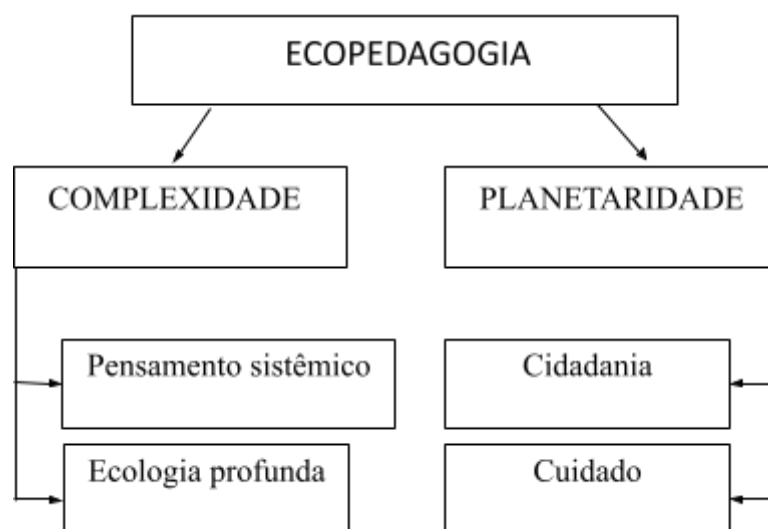 ECOPEDAGOGIA
COMPLEXIDADE
PLANETARIDADE
Pensamento sistêmico
Cidadania
Ecologia profunda
Cuidado